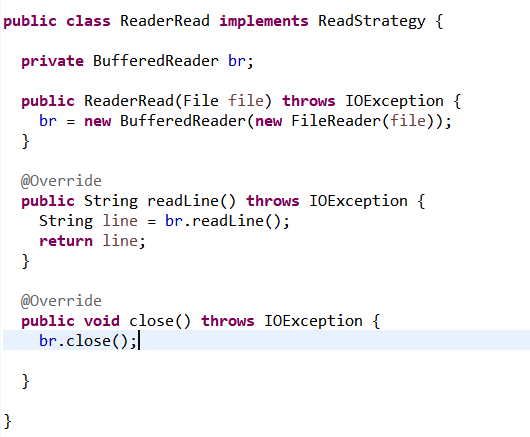 public class ReaderRead implements ReadStrategy {
private BufferedReader br;
public ReaderRead(File file) throws IOException {
br = new BufferedReader(new FileReader(file));
}
@Override
public String readLine() throws IOException {
String line = br.readLine();
return line;
}
@Override
public void close() throws IOException {
br.close();
}
}